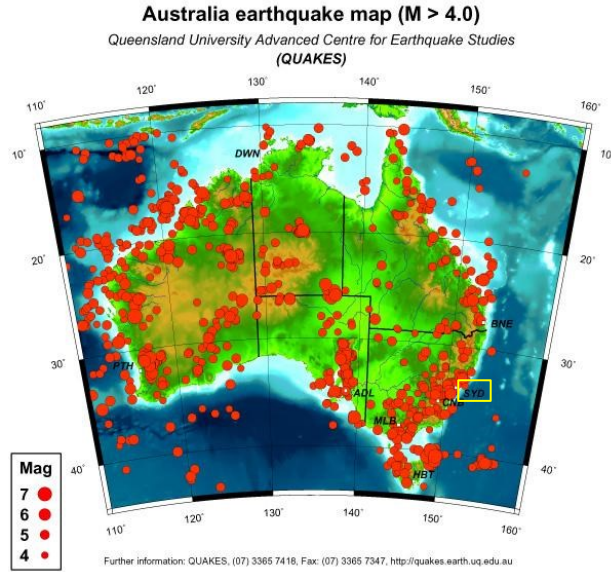 Australia earthquake map (M > 4.0)
Queensland University Advanced Centre for Earthquake Studies
(QUAKES)
110° 120° 130° 140° 150° 160°
10° 10°
DWN
20° 20°
BNE
30° 30°
PTH
ADL
SYD
MLB
HBT
40° 40°
110° 120° 130° 140° 150° 160°
Mag
7
6
5
4
Further information: QUAKES, (07) 3365 7418, Fax: (07) 3365 7347, http://quakes.earth.uq.edu.au